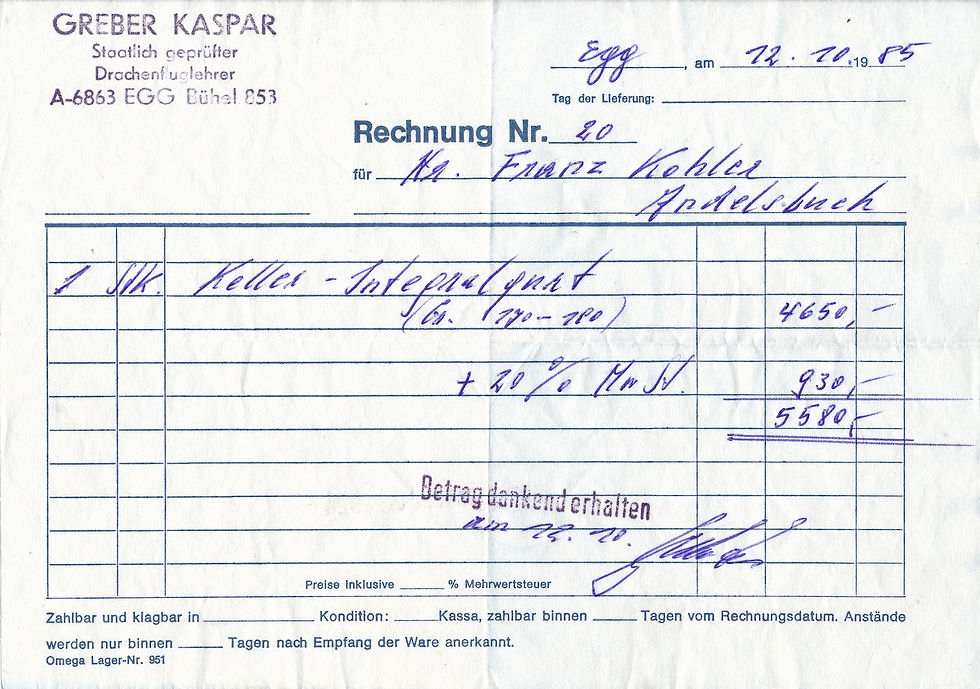 GREBER KASPAR
Staatlich geprüfter
Drachenfluglehrer
A-6863 EGG Bühel 853
Egg, am 12.10.1985
Tag der Lieferung:
Rechnung Nr. 20
für Hr. Franz Kohler
Andelsbuch
1 Stk. Keller-Integralgurt
(Gr. 170-180) 4650,-
+ 20 % MwSt. 930,-
5580,-
Betrag dankend erhalten
am 12. 10.
Preise inklusive % Mehrwertsteuer
Zahlbar und klagbar in Kondition: Kassa, zahlbar binnen Tagen vom Rechnungsdatum. Anstände
werden nur binnen Tagen nach Empfang der Ware anerkannt.
Omega Lager-Nr. 951